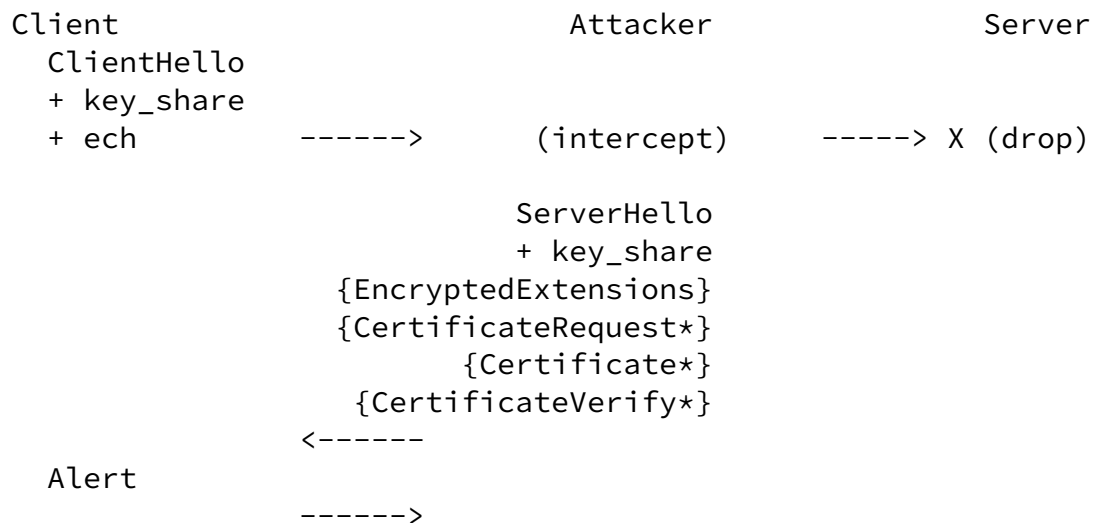 Client                         Attacker               Server
  ClientHello
  + key_share
  + ech         ------>      (intercept)     -----> X (drop)

                           ServerHello
                           + key_share
                 {EncryptedExtensions}
                 {CertificateRequest*}
                        {Certificate*}
                  {CertificateVerify*}
                <------
  Alert
                ------>